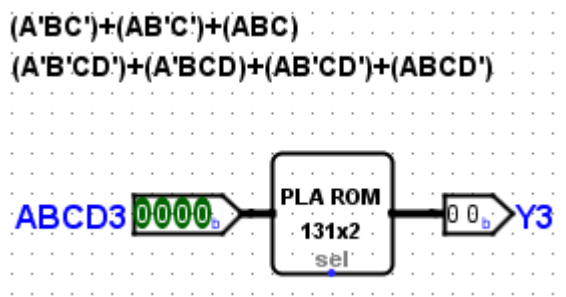 (A'BC')+(AB'C')+(ABC)
(A'B'CD')+(A'BCD)+(AB'CD')+(ABCD')
PLA ROM
ABCD3 0000b 131x2 00b Y3
sel